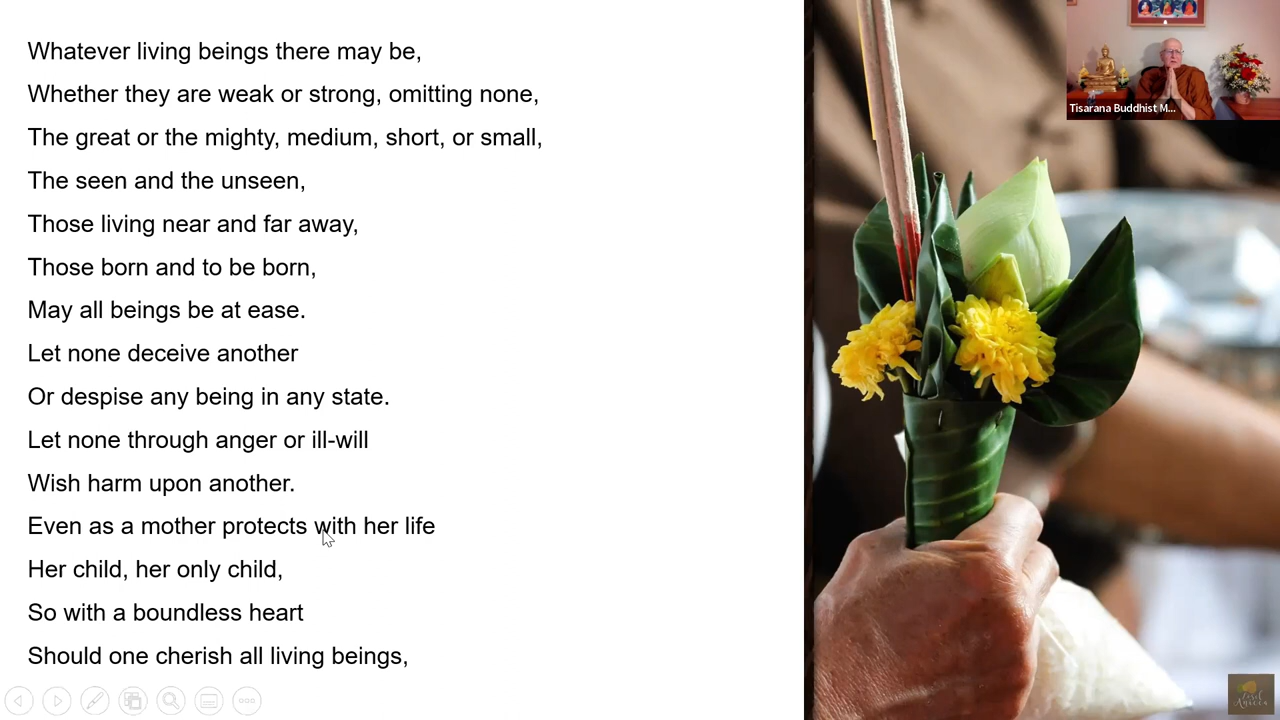 Whatever living beings there may be,
Whether they are weak or strong, omitting none,
The great or the mighty, medium, short, or small,
The seen and the unseen,
Those living near and far away,
Those born and to be born,
May all beings be at ease.
Let none deceive another
Or despise any being in any state.
Let none through anger or ill-will
Wish harm upon another.
Even as a mother protects with her life
Her child, her only child,
So with a boundless heart
Should one cherish all living beings,
Tisarana Buddhist M...